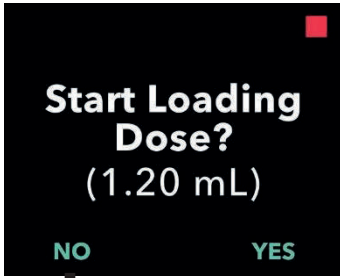 Start Loading
Dose?
(1.20 mL)
NO YES